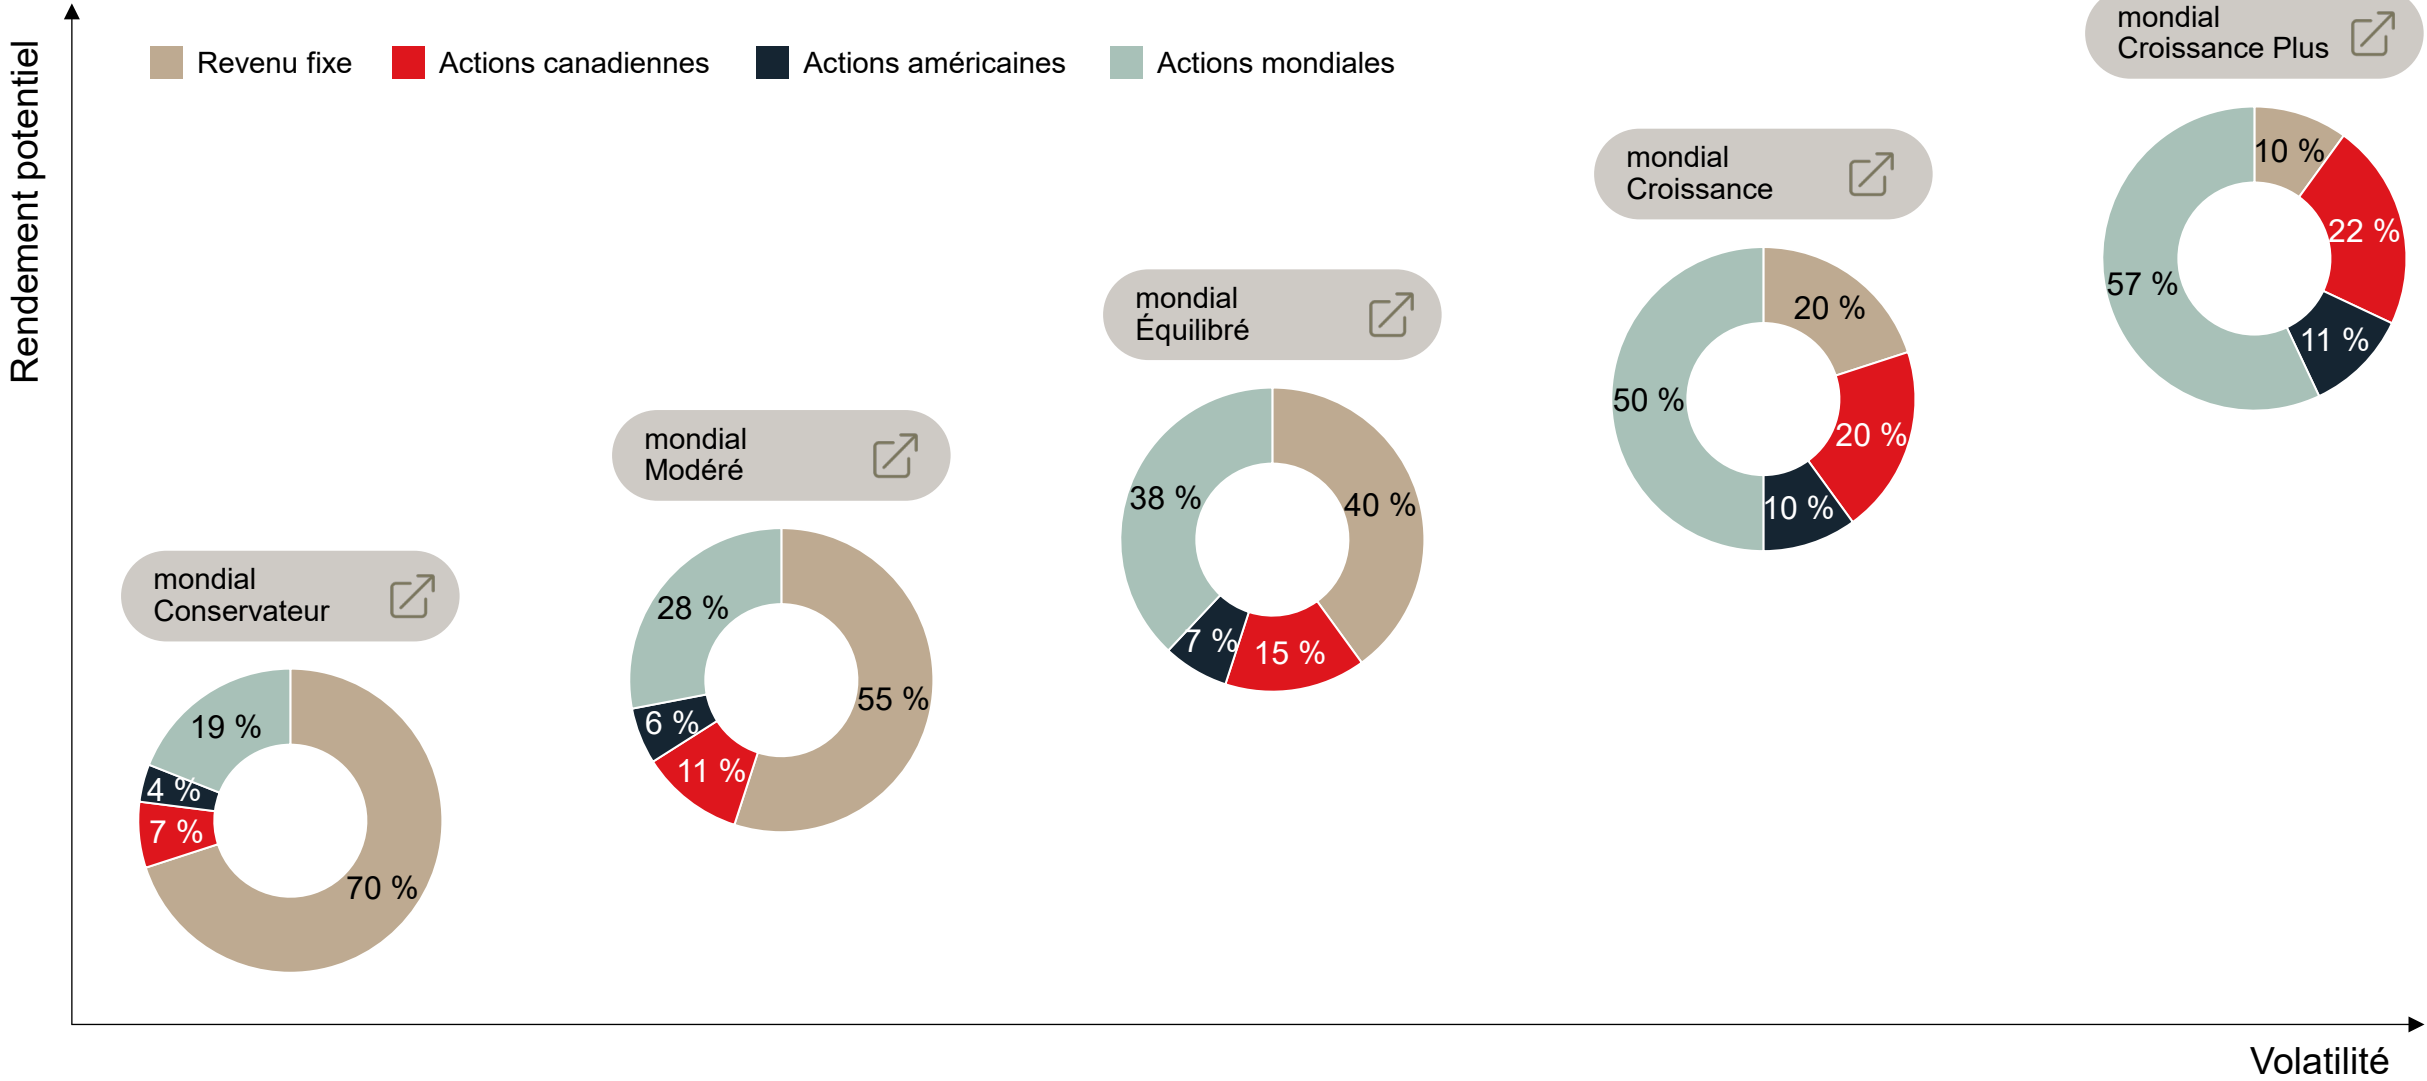 Rendement potentiel
Revenu fixe
Actions canadiennes
Actions américaines
Actions mondiales
mondial
Conservateur
19 %
4 %
7 %
70 %
mondial
Modéré
28 %
6 %
11 %
55 %
mondial
Équilibré
38 %
40 %
7 %
15 %
mondial
Croissance
20 %
50 %
20 %
10 %
mondial
Croissance Plus
10 %
22 %
57 %
11 %
Volatilité